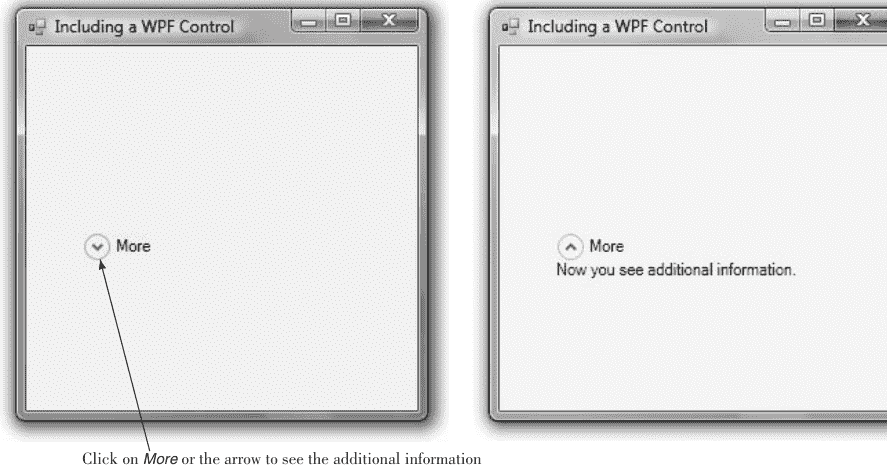 Including a WPF Control
More
Including a WPF Control
More
Now you see additional information.
Click on More or the arrow to see the additional information